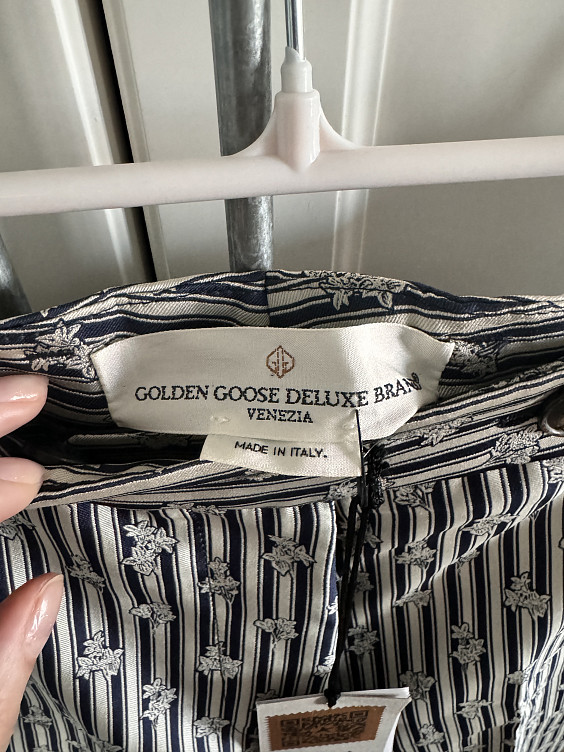 GOLDEN GOOSE DELUXE BRAND
VENEZIA
MADE IN ITALY.